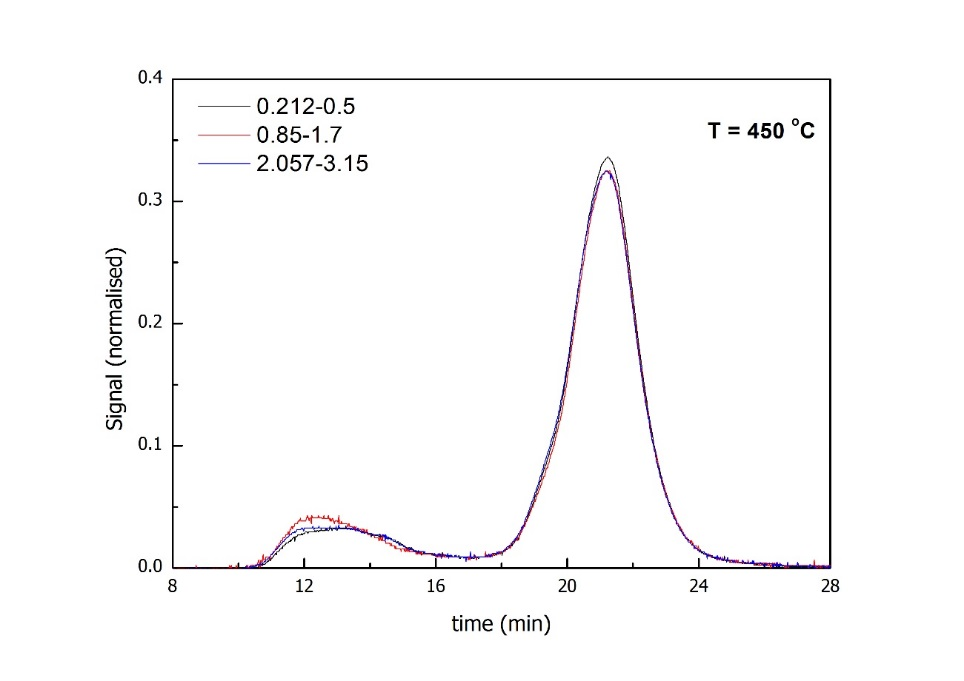 0.4
0.3
0.2
0.1
0.0
Signal (normalised)
0.212-0.5
0.85-1.7
2.057-3.15
T = 450 °C
8 12 16 20 24 28
time (min)